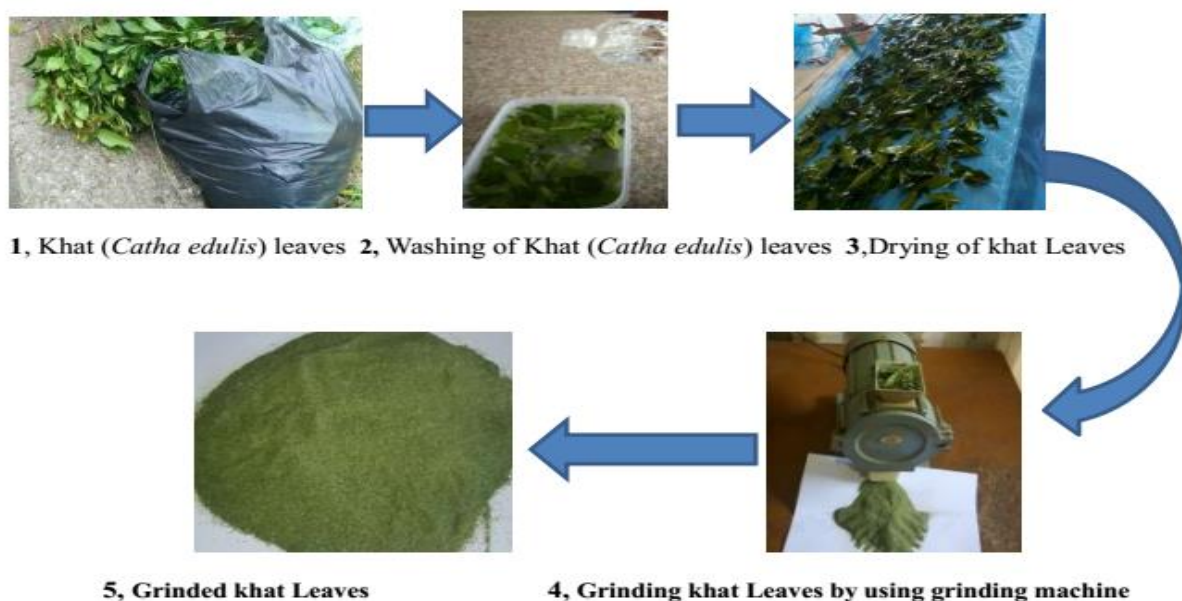 1, Khat (Catha edulis) leaves 2, Washing of Khat (Catha edulis) leaves 3,Drying of khat Leaves
5, Grinded khat Leaves 4, Grinding khat Leaves by using grinding machine